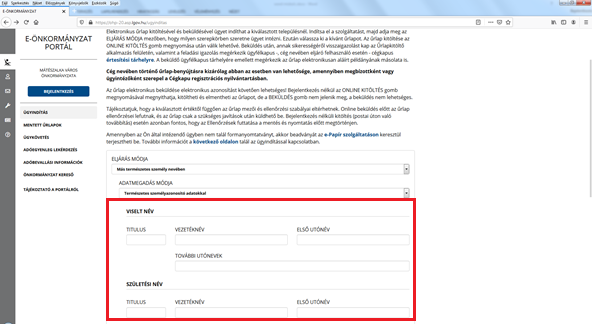 Fájl Szerkesztés Nézet Előzmények Könyvjelzők Eszközök Súgó
E-ÖNKORMÁNYZAT
https://ohp-20.asp.lgov.hu/ugyinditas
E-ÖNKORMÁNYZAT
PORTÁL
MÁTÉSZALKA VÁROS
ÖNKORMÁNYZATA
BEJELENTKEZÉS
ÜGYINDÍTÁS
MENTETT ŰRLAPOK
ÜGYKÖVETÉS
ADÓEGYENLEG LEKÉRDEZÉS
ADÓBEVALLÁSI INFORMÁCIÓK
ÖNKORMÁNYZAT KERESŐ
TÁJÉKOZTATÓ A PORTÁLRÓL
Elektronikus űrlap kitöltésével és beküldésével ügyet indíthat a kiválasztott településnél. Indítsa el a szolgáltatást, majd adja meg az
ELJÁRÁS MÓDJA mezőben, hogy milyen szerepkörben szeretne ügyet intézni. Ezután válassza ki a kívánt űrlapot. Az űrlap kitöltése az
ONLINE KITÖLTÉS gomb megnyomása után válik lehetővé. Beküldés után, annak sikerességéről visszaigazolást kap az űrlapkitöltő
alkalmazás felületén, valamint a feladási igazolás megérkezik ügyfélkapus -, cég nevében eljáró felhasználó esetén - cégkapus
értesítési tárhelyre. A beküldő ügyfélkapus tárhelyére emellett megérkezik az űrlap elektronikusan aláírt példányának másolata is.
Cég nevében történő űrlap-benyújtásra kizárólag abban az esetben van lehetősége, amennyiben megbízottként vagy
ügyintézőként szerepel a Cégkapu regisztrációs nyilvántartásban.
Az űrlap elektronikus beküldése elektronikus azonosítást követően lehetséges! Bejelentkezés nélkül az ONLINE KITÖLTÉS gomb
megnyomásával megnyithatja, kitöltheti és elmentheti az űrlapot, de a BEKÜLDÉS gomb nem jelenik meg, a beküldés nem lehetséges.
Tájékoztatjuk, hogy a kiválasztott értéktől függően az űrlap mezői és ellenőrzési szabályai eltérhetnek. Online beküldés előtt az űrlap
ellenőrzései lefutnak, és az űrlap csak a szükséges javítások után küldhető be. Bejelentkezés nélküli kitöltés (postai úton való
továbbítás) esetén azonban fontos, hogy az Ellenőrzések futtatása a mentés és nyomtatás előtt megtörténjen.
Amennyiben az Ön által intézendő ügyben nem talál formanyomtatványt, akkor beadványát az e-Papír szolgáltatáson keresztül
terjesztheti be. További információt a következő oldalon talál az ügyindítással kapcsolatban.
ELJÁRÁS MÓDJA
Más természetes személy nevében
ADATMEGADÁS MÓDJA
Természetes személyazonosító adatokkal
VISELT NÉV
TITULUS VEZETÉKNÉV ELSŐ UTÓNÉV
TOVÁBBI UTÓNEVEK
SZÜLETÉSI NÉV
TITULUS VEZETÉKNÉV ELSŐ UTÓNÉV